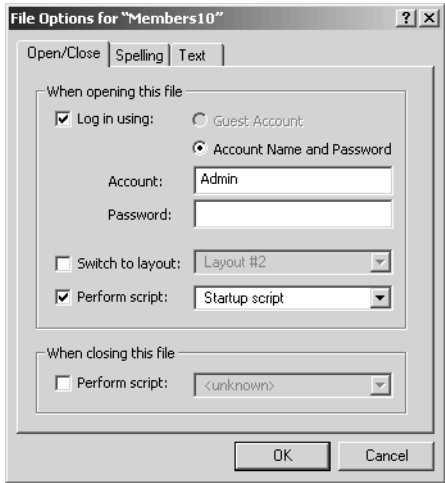 File Options for "Members10"
? x
Open/Close Spelling Text
When opening this file
Log in using: Guest Account
Account Name and Password
Account: Admin
Password:
Switch to layout: Layout #2
Perform script: Startup script
When closing this file
Perform script: <unknown>
OK Cancel